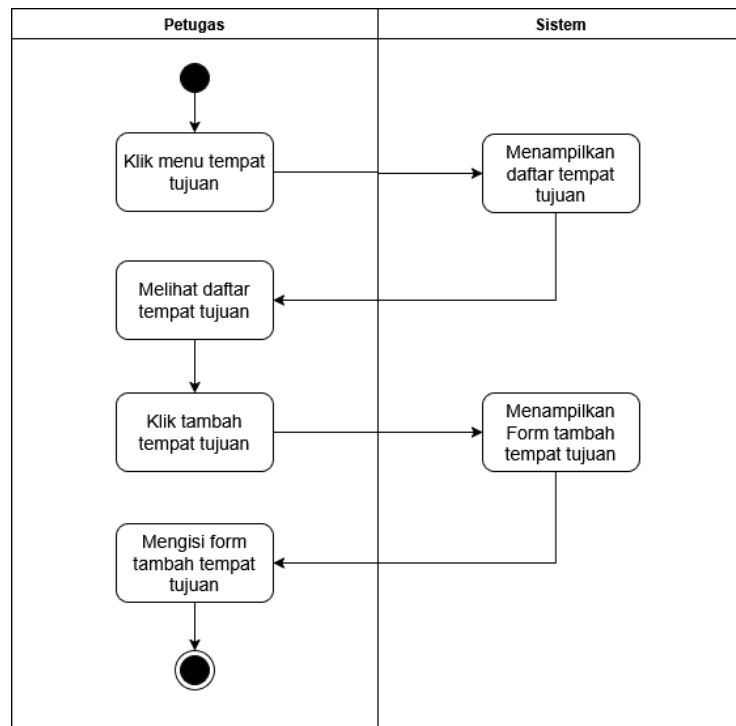 Petugas
Sistem
Klik menu tempat
tujuan
Menampilkan
daftar tempat
tujuan
Melihat daftar
tempat tujuan
Klik tambah
tempat tujuan
Menampilkan
Form tambah
tempat tujuan
Mengisi form
tambah tempat
tujuan